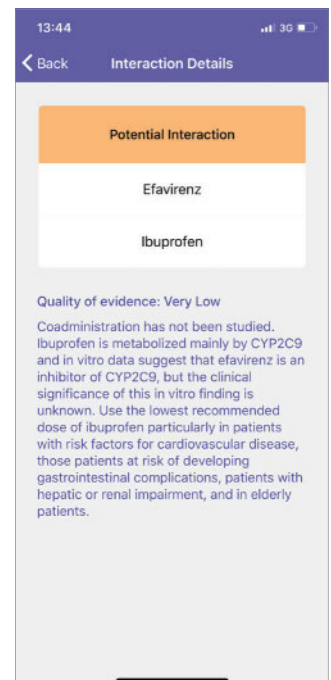 13:44
3G
Back
Interaction Details
Potential Interaction
Efavirenz
Ibuprofen
Quality of evidence: Very Low
Coadministration has not been studied.
Ibuprofen is metabolized mainly by CYP2C9
and in vitro data suggest that efavirenz is an
inhibitor of CYP2C9, but the clinical
significance of this in vitro finding is
unknown. Use the lowest recommended
dose of ibuprofen particularly in patients
with risk factors for cardiovascular disease,
those patients at risk of developing
gastrointestinal complications, patients with
hepatic or renal impairment, and in elderly
patients.